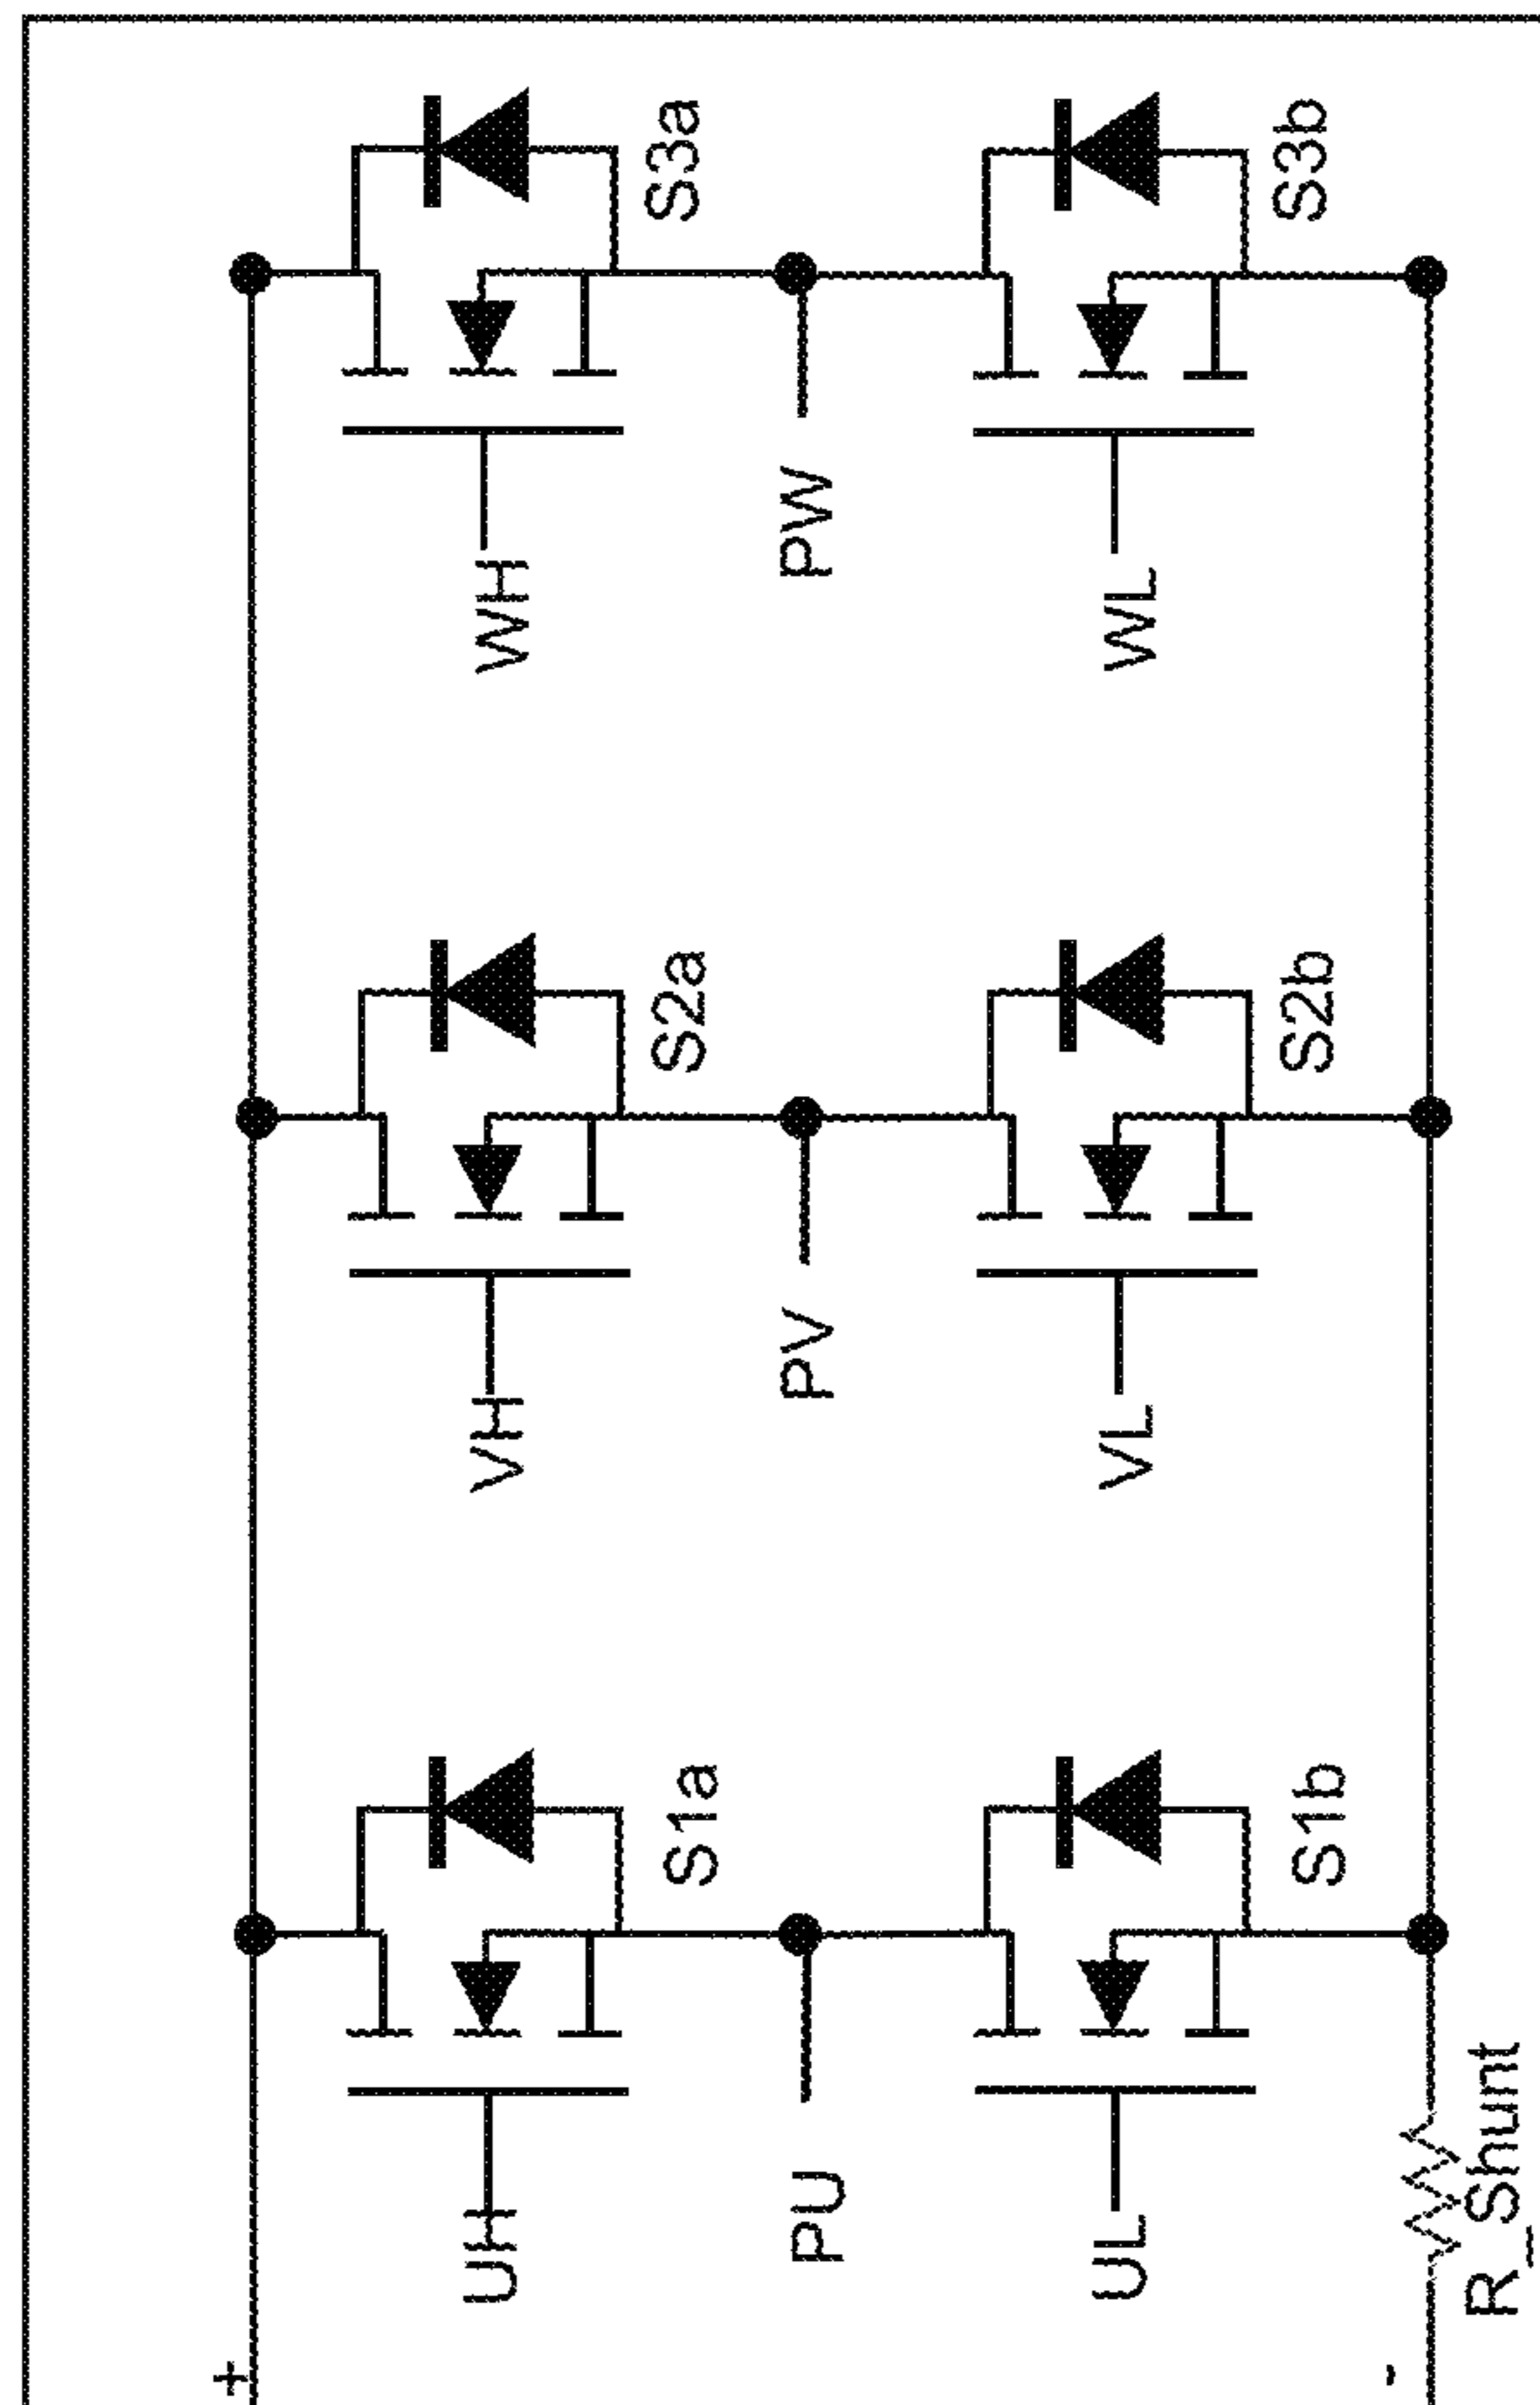 +
UH
S1a
VH
S2a
WH
S3a
PU
PV
PW
UL
S1b
VL
S2b
WL
S3b
-
R_Shunt